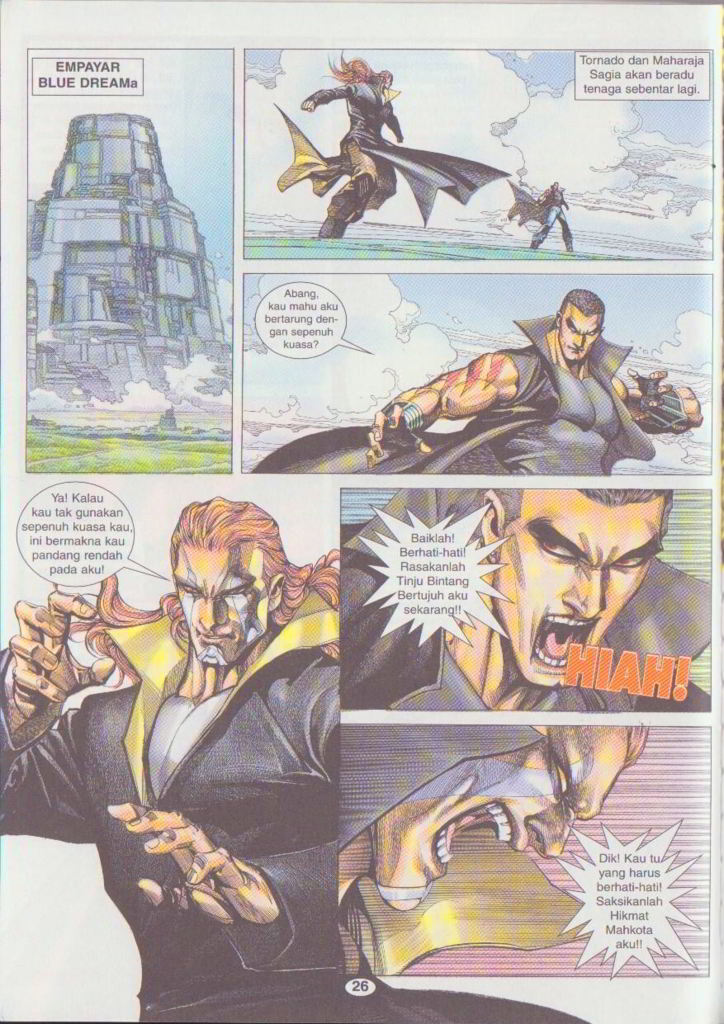 EMPAYAR
BLUE DREAMa
Tornado dan Maharaja
Sagia akan beradu
tenaga sebentar lagi.
Abang,
kau mahu aku
bertarung den-
gan sepenuh
kuasa?
Ya! Kalau
kau tak gunakan
sepenuh kuasa kau,
ini bermakna kau
pandang rendah
pada aku!
Baiklah!
Berhati-hati!
Rasakanlah
Tinju Bintang
Bertujuh aku
sekarang!!
HIAH!
Dik! Kau tu
yang harus
berhati-hati!
Saksikanlah
Hikmat
Mahkota
aku!!
26